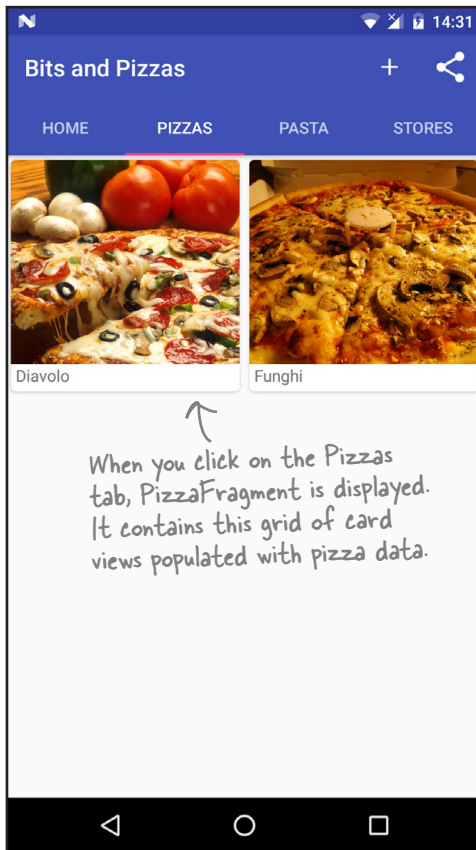 14:31
Bits and Pizzas
HOME PIZZAS PASTA STORES
Diavolo Funghi
When you click on the Pizzas
tab, PizzaFragment is displayed.
It contains this grid of card
views populated with pizza data.